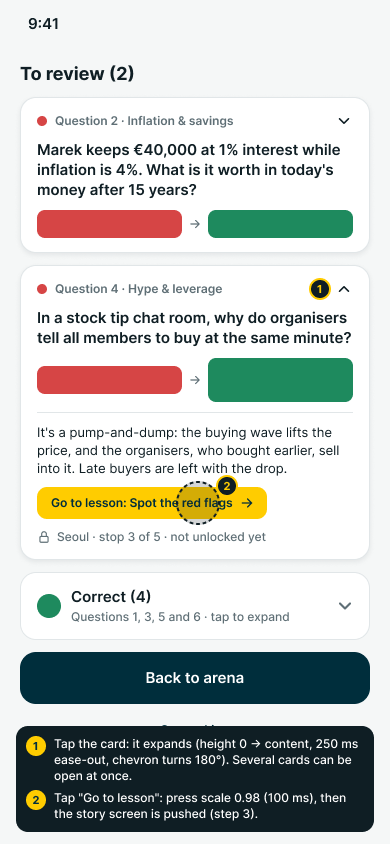 9:41
To review (2)
Question 2 · Inflation & savings
Marek keeps €40,000 at 1% interest while
inflation is 4%. What is it worth in today's
money after 15 years?
→
Question 4 · Hype & leverage
1
In a stock tip chat room, why do organisers
tell all members to buy at the same minute?
→
It's a pump-and-dump: the buying wave lifts the
price, and the organisers, who bought earlier, sell
into it. Late buyers are left with the drop.
2
Go to lesson: Spot the red flags →
Seoul · stop 3 of 5 · not unlocked yet
Correct (4)
Questions 1, 3, 5 and 6 · tap to expand
Back to arena
1 Tap the card: it expands (height 0 → content, 250 ms
ease-out, chevron turns 180°). Several cards can be
open at once.
2 Tap "Go to lesson": press scale 0.98 (100 ms), then
the story screen is pushed (step 3).